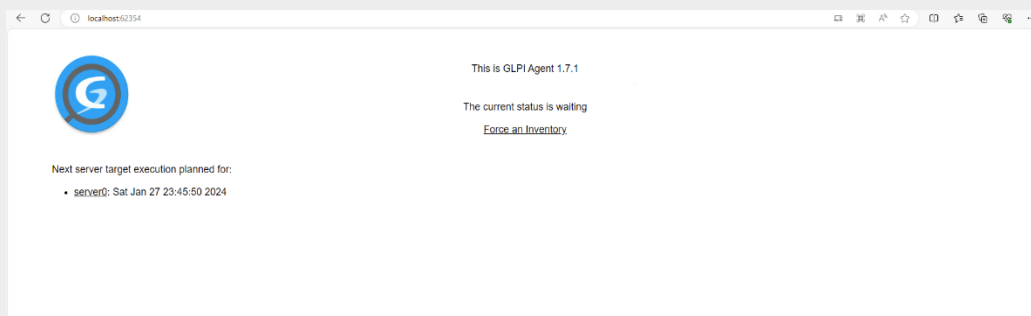 localhost:62354
This is GLPI Agent 1.7.1
The current status is waiting
Force an Inventory
Next server target execution planned for:
• server0: Sat Jan 27 23:45:50 2024